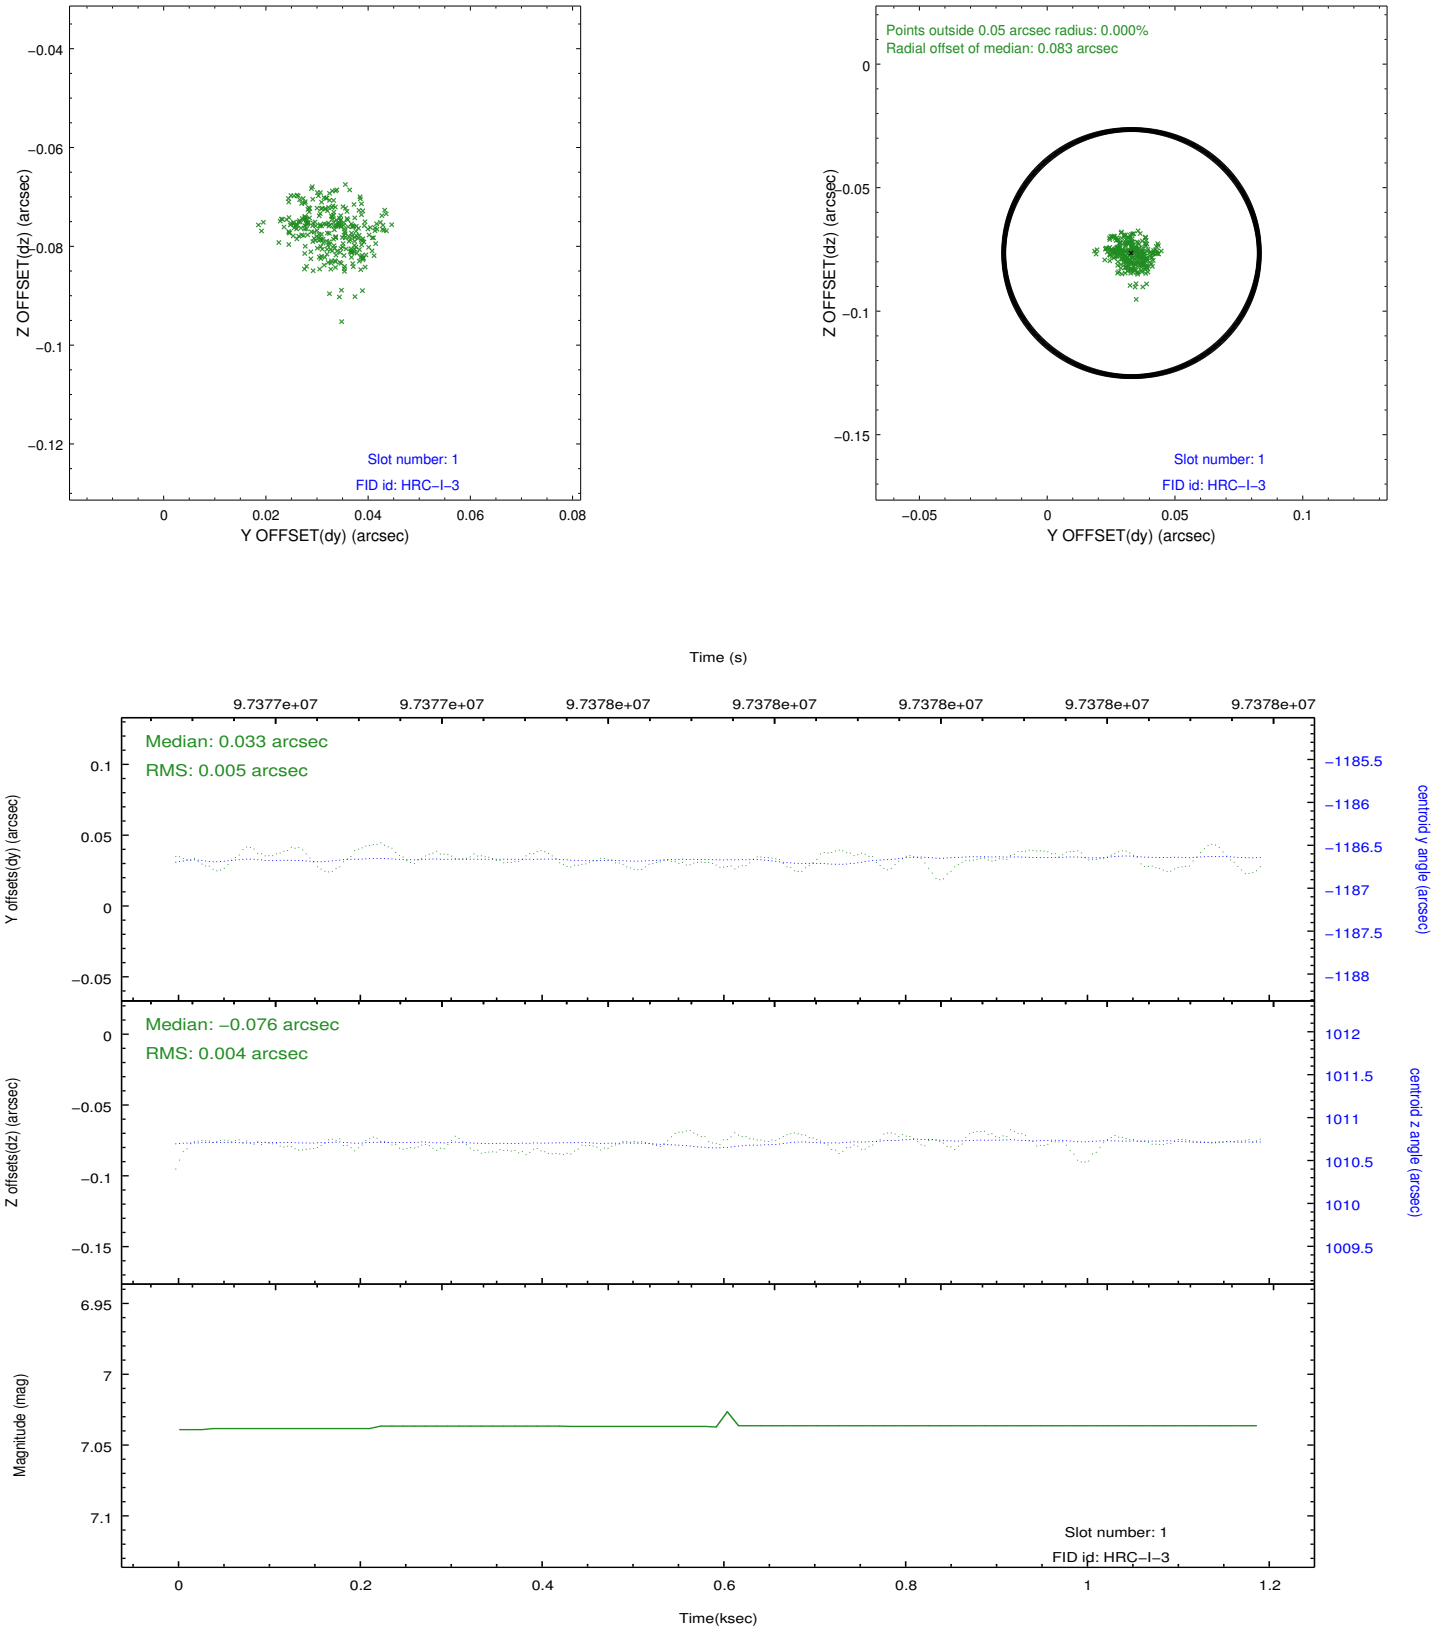 −0.04
−0.06
−0.08
−0.1
−0.12
Z OFFSET(dz) (arcsec)
Slot number: 1
FID id: HRC−I−3
0 0.02 0.04 0.06 0.08
Y OFFSET(dy) (arcsec)
Points outside 0.05 arcsec radius: 0.000%
Radial offset of median: 0.083 arcsec
0
−0.05
−0.1
−0.15
Z OFFSET(dz) (arcsec)
Slot number: 1
FID id: HRC−I−3
−0.05 0 0.05 0.1
Y OFFSET(dy) (arcsec)
Time (s)
9.7377e+07 9.7377e+07 9.7378e+07 9.7378e+07 9.7378e+07 9.7378e+07 9.7378e+07
Median: 0.033 arcsec
RMS: 0.005 arcsec
0.1
0.05
0
−0.05
Y offsets(dy) (arcsec)
−1185.5
−1186
−1186.5
−1187
−1187.5
−1188
centroid y angle (arcsec)
Median: −0.076 arcsec
RMS: 0.004 arcsec
0
−0.05
−0.1
−0.15
Z offsets(dz) (arcsec)
1012
1011.5
1011
1010.5
1010
1009.5
centroid z angle (arcsec)
6.95
7
7.05
7.1
Magnitude (mag)
Slot number: 1
FID id: HRC−I−3
0 0.2 0.4 0.6 0.8 1 1.2
Time(ksec)